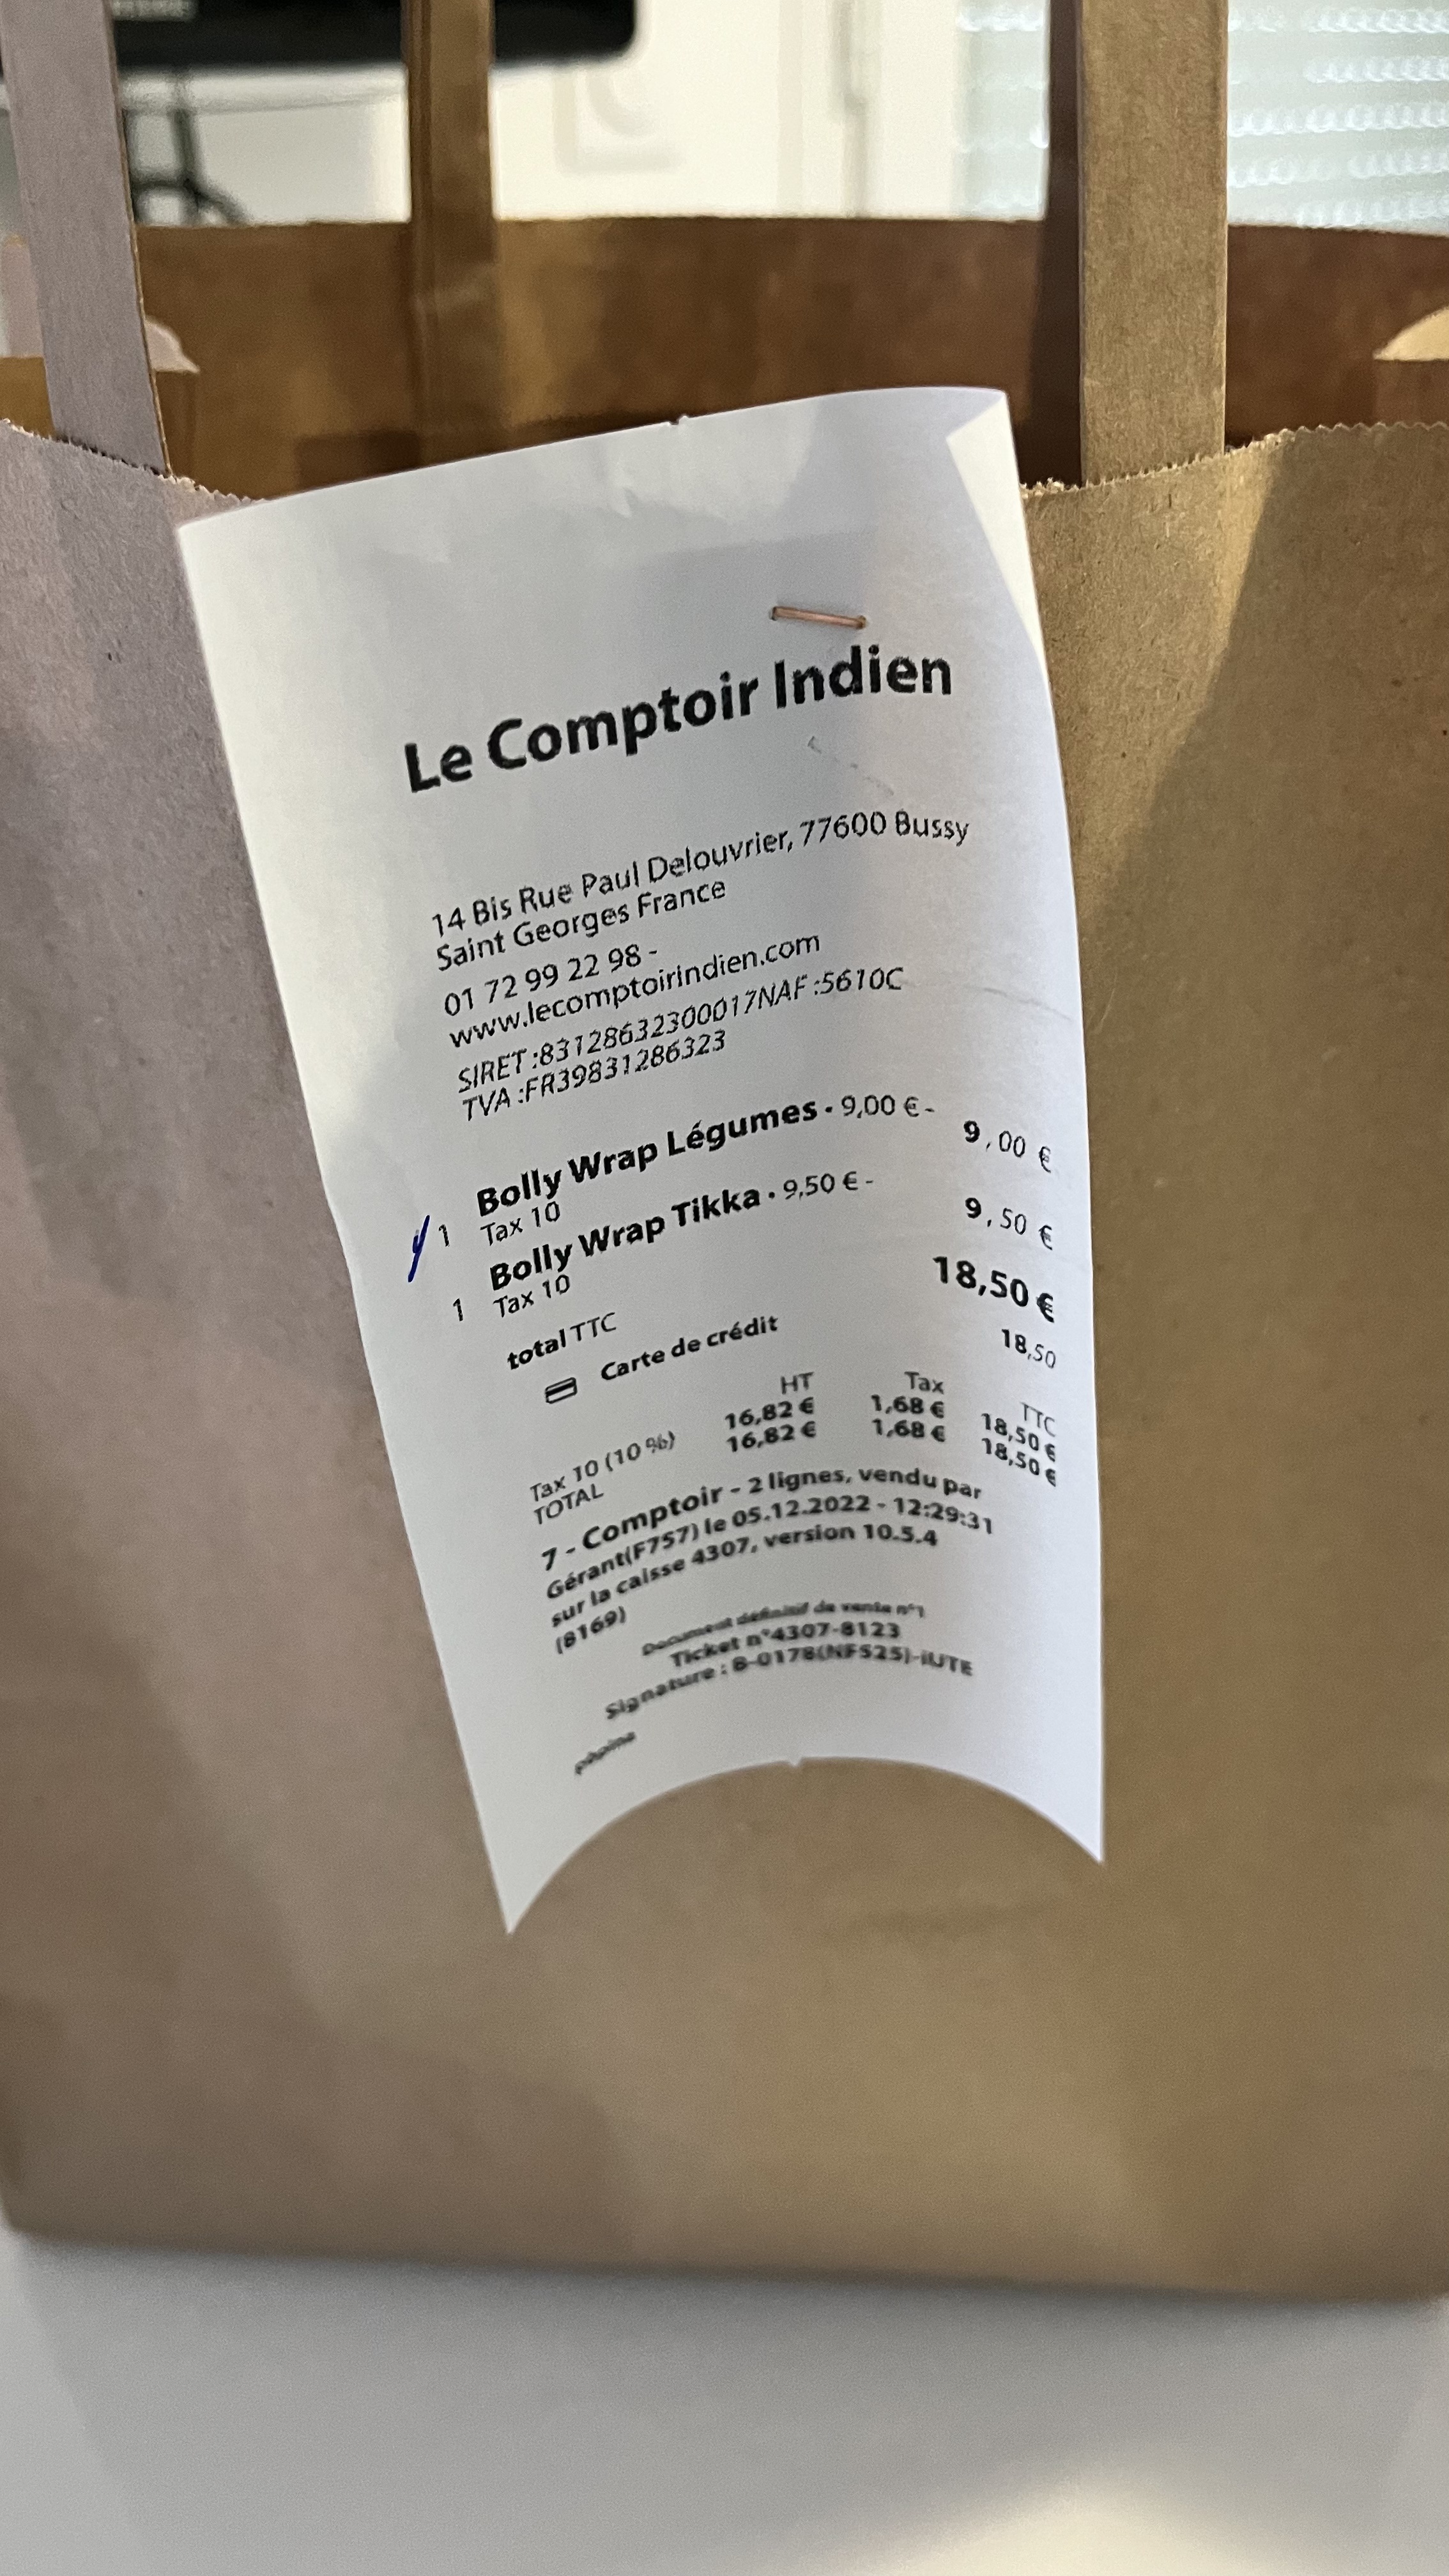 Le Comptoir Indien
14 Bis Rue Paul Delouvrier, 77600 Bussy
Saint Georges France
01 72 99 22 98 -
www.lecomptoirindien.com
SIRET :83128632300017NAF :5610C
TVA :FR39831286323
Bolly Wrap Légumes · 9,00 € -
1 Tax 10 9,00 €
Bolly Wrap Tikka · 9,50 € -
1 Tax 10 9,50 €
total TTC 18,50 €
Carte de crédit 18,50
HT Tax TTC
Tax 10 (10 %) 16,82 € 1,68 € 18,50 €
TOTAL 16,82 € 1,68 € 18,50 €
7 - Comptoir - 2 lignes, vendu par
Gérant(F757) le 05.12.2022 - 12:29:31
sur la caisse 4307, version 10.5.4
(8169)
Document définitif de vente n°1
Ticket n°4307-8123
Signature : B-0178(NF525)-iUTE